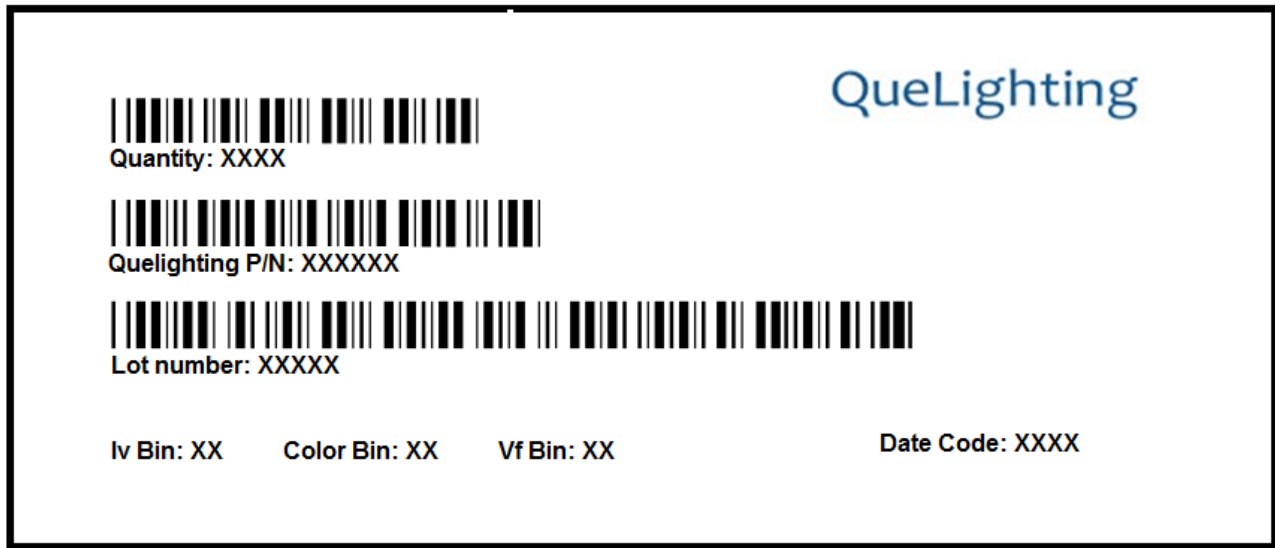 QueLighting
Quantity: XXXX
Quelighting P/N: XXXXXX
Lot number: XXXXX
Iv Bin: XX Color Bin: XX Vf Bin: XX Date Code: XXXX